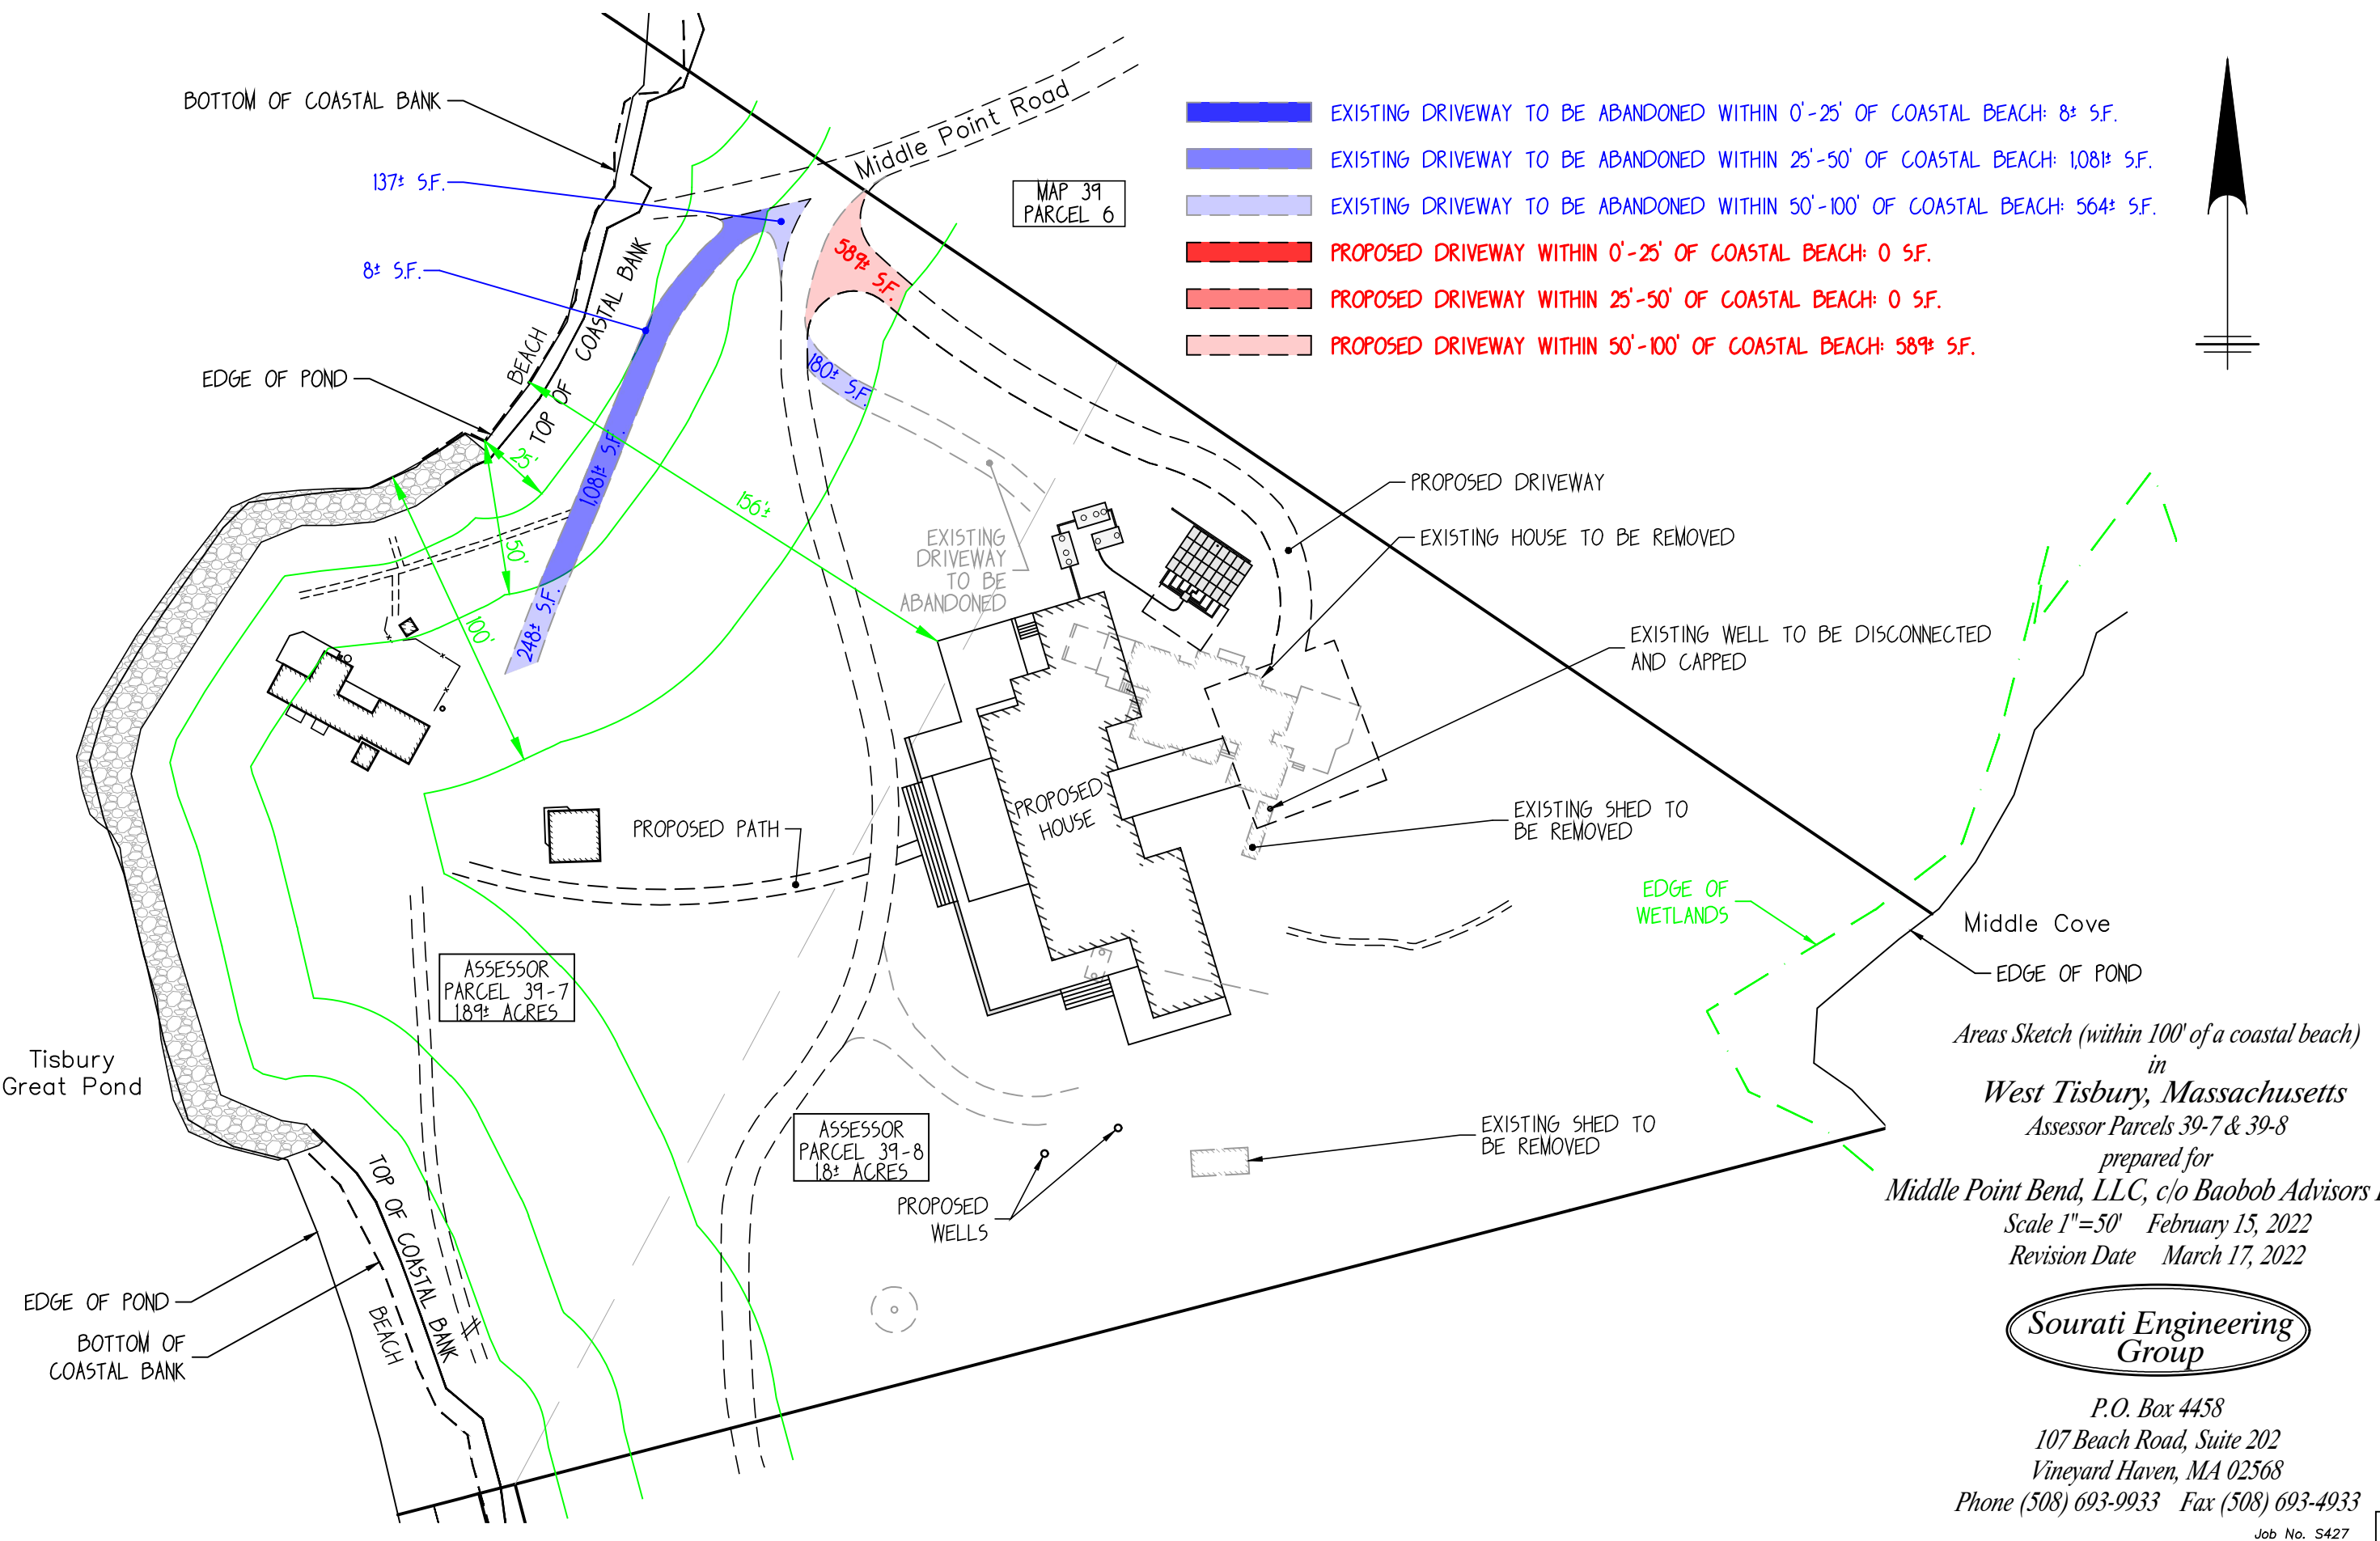 BOTTOM OF COASTAL BANK
137± S.F.
8± S.F.
EDGE OF POND
BEACH
TOP OF COASTAL BANK
Middle Point Road
MAP 39
PARCEL 6
EXISTING DRIVEWAY TO BE ABANDONED WITHIN 0'-25' OF COASTAL BEACH: 8± S.F.
EXISTING DRIVEWAY TO BE ABANDONED WITHIN 25'-50' OF COASTAL BEACH: 1,081± S.F.
EXISTING DRIVEWAY TO BE ABANDONED WITHIN 50'-100' OF COASTAL BEACH: 564± S.F.
PROPOSED DRIVEWAY WITHIN 0'-25' OF COASTAL BEACH: 0 S.F.
PROPOSED DRIVEWAY WITHIN 25'-50' OF COASTAL BEACH: 0 S.F.
PROPOSED DRIVEWAY WITHIN 50'-100' OF COASTAL BEACH: 589± S.F.
589± S.F.
180± S.F.
25'
1,081± S.F.
156'±
50'
248± S.F.
100'
EXISTING
DRIVEWAY
TO BE
ABANDONED
PROPOSED DRIVEWAY
EXISTING HOUSE TO BE REMOVED
EXISTING WELL TO BE DISCONNECTED
AND CAPPED
PROPOSED
HOUSE
EXISTING SHED TO
BE REMOVED
PROPOSED PATH
EDGE OF
WETLANDS
Middle Cove
EDGE OF POND
ASSESSOR
PARCEL 39-7
1.89± ACRES
Tisbury
Great Pond
ASSESSOR
PARCEL 39-8
1.8± ACRES
EXISTING SHED TO
BE REMOVED
PROPOSED
WELLS
TOP OF COASTAL BANK
BEACH
EDGE OF POND
BOTTOM OF
COASTAL BANK
Areas Sketch (within 100' of a coastal beach)
in
West Tisbury, Massachusetts
Assessor Parcels 39-7 & 39-8
prepared for
Middle Point Bend, LLC, c/o Baobob Advisors
Scale 1"=50' February 15, 2022
Revision Date March 17, 2022
Sourati Engineering
Group
P.O. Box 4458
107 Beach Road, Suite 202
Vineyard Haven, MA 02568
Phone (508) 693-9933 Fax (508) 693-4933
Job No. S427